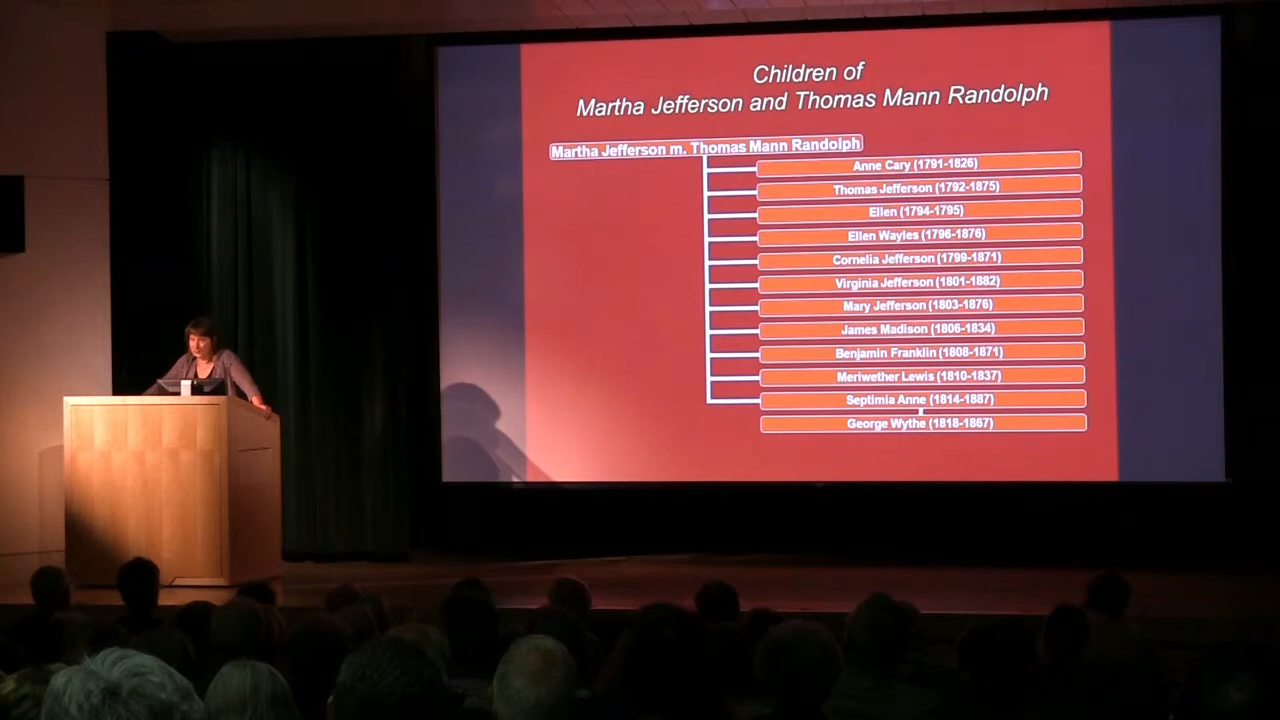 Children of
Martha Jefferson and Thomas Mann Randolph
Martha Jefferson m. Thomas Mann Randolph
Anne Cary (1791-1826)
Thomas Jefferson (1792-1875)
Ellen (1794-1795)
Ellen Wayles (1796-1876)
Cornelia Jefferson (1799-1871)
Virginia Jefferson (1801-1882)
Mary Jefferson (1803-1876)
James Madison (1806-1834)
Benjamin Franklin (1808-1871)
Meriwether Lewis (1810-1837)
Septimia Anne (1814-1887)
George Wythe (1818-1867)